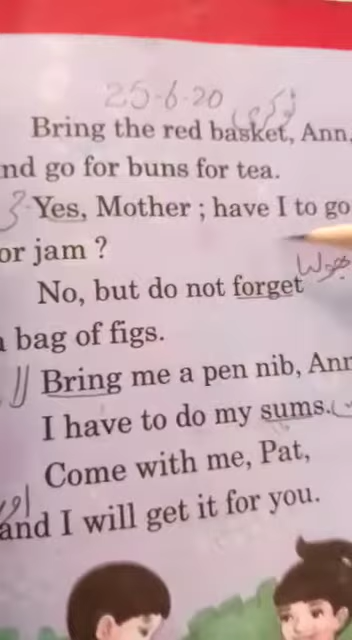 25-6-20
ٹوکری
Bring the red basket, Ann,
nd go for buns for tea.
Yes, Mother ; have I to go
or jam ?
No, but do not forget
بھولنا
a bag of figs.
Bring me a pen nib, Ann
I have to do my sums.
Come with me, Pat,
and I will get it for you.